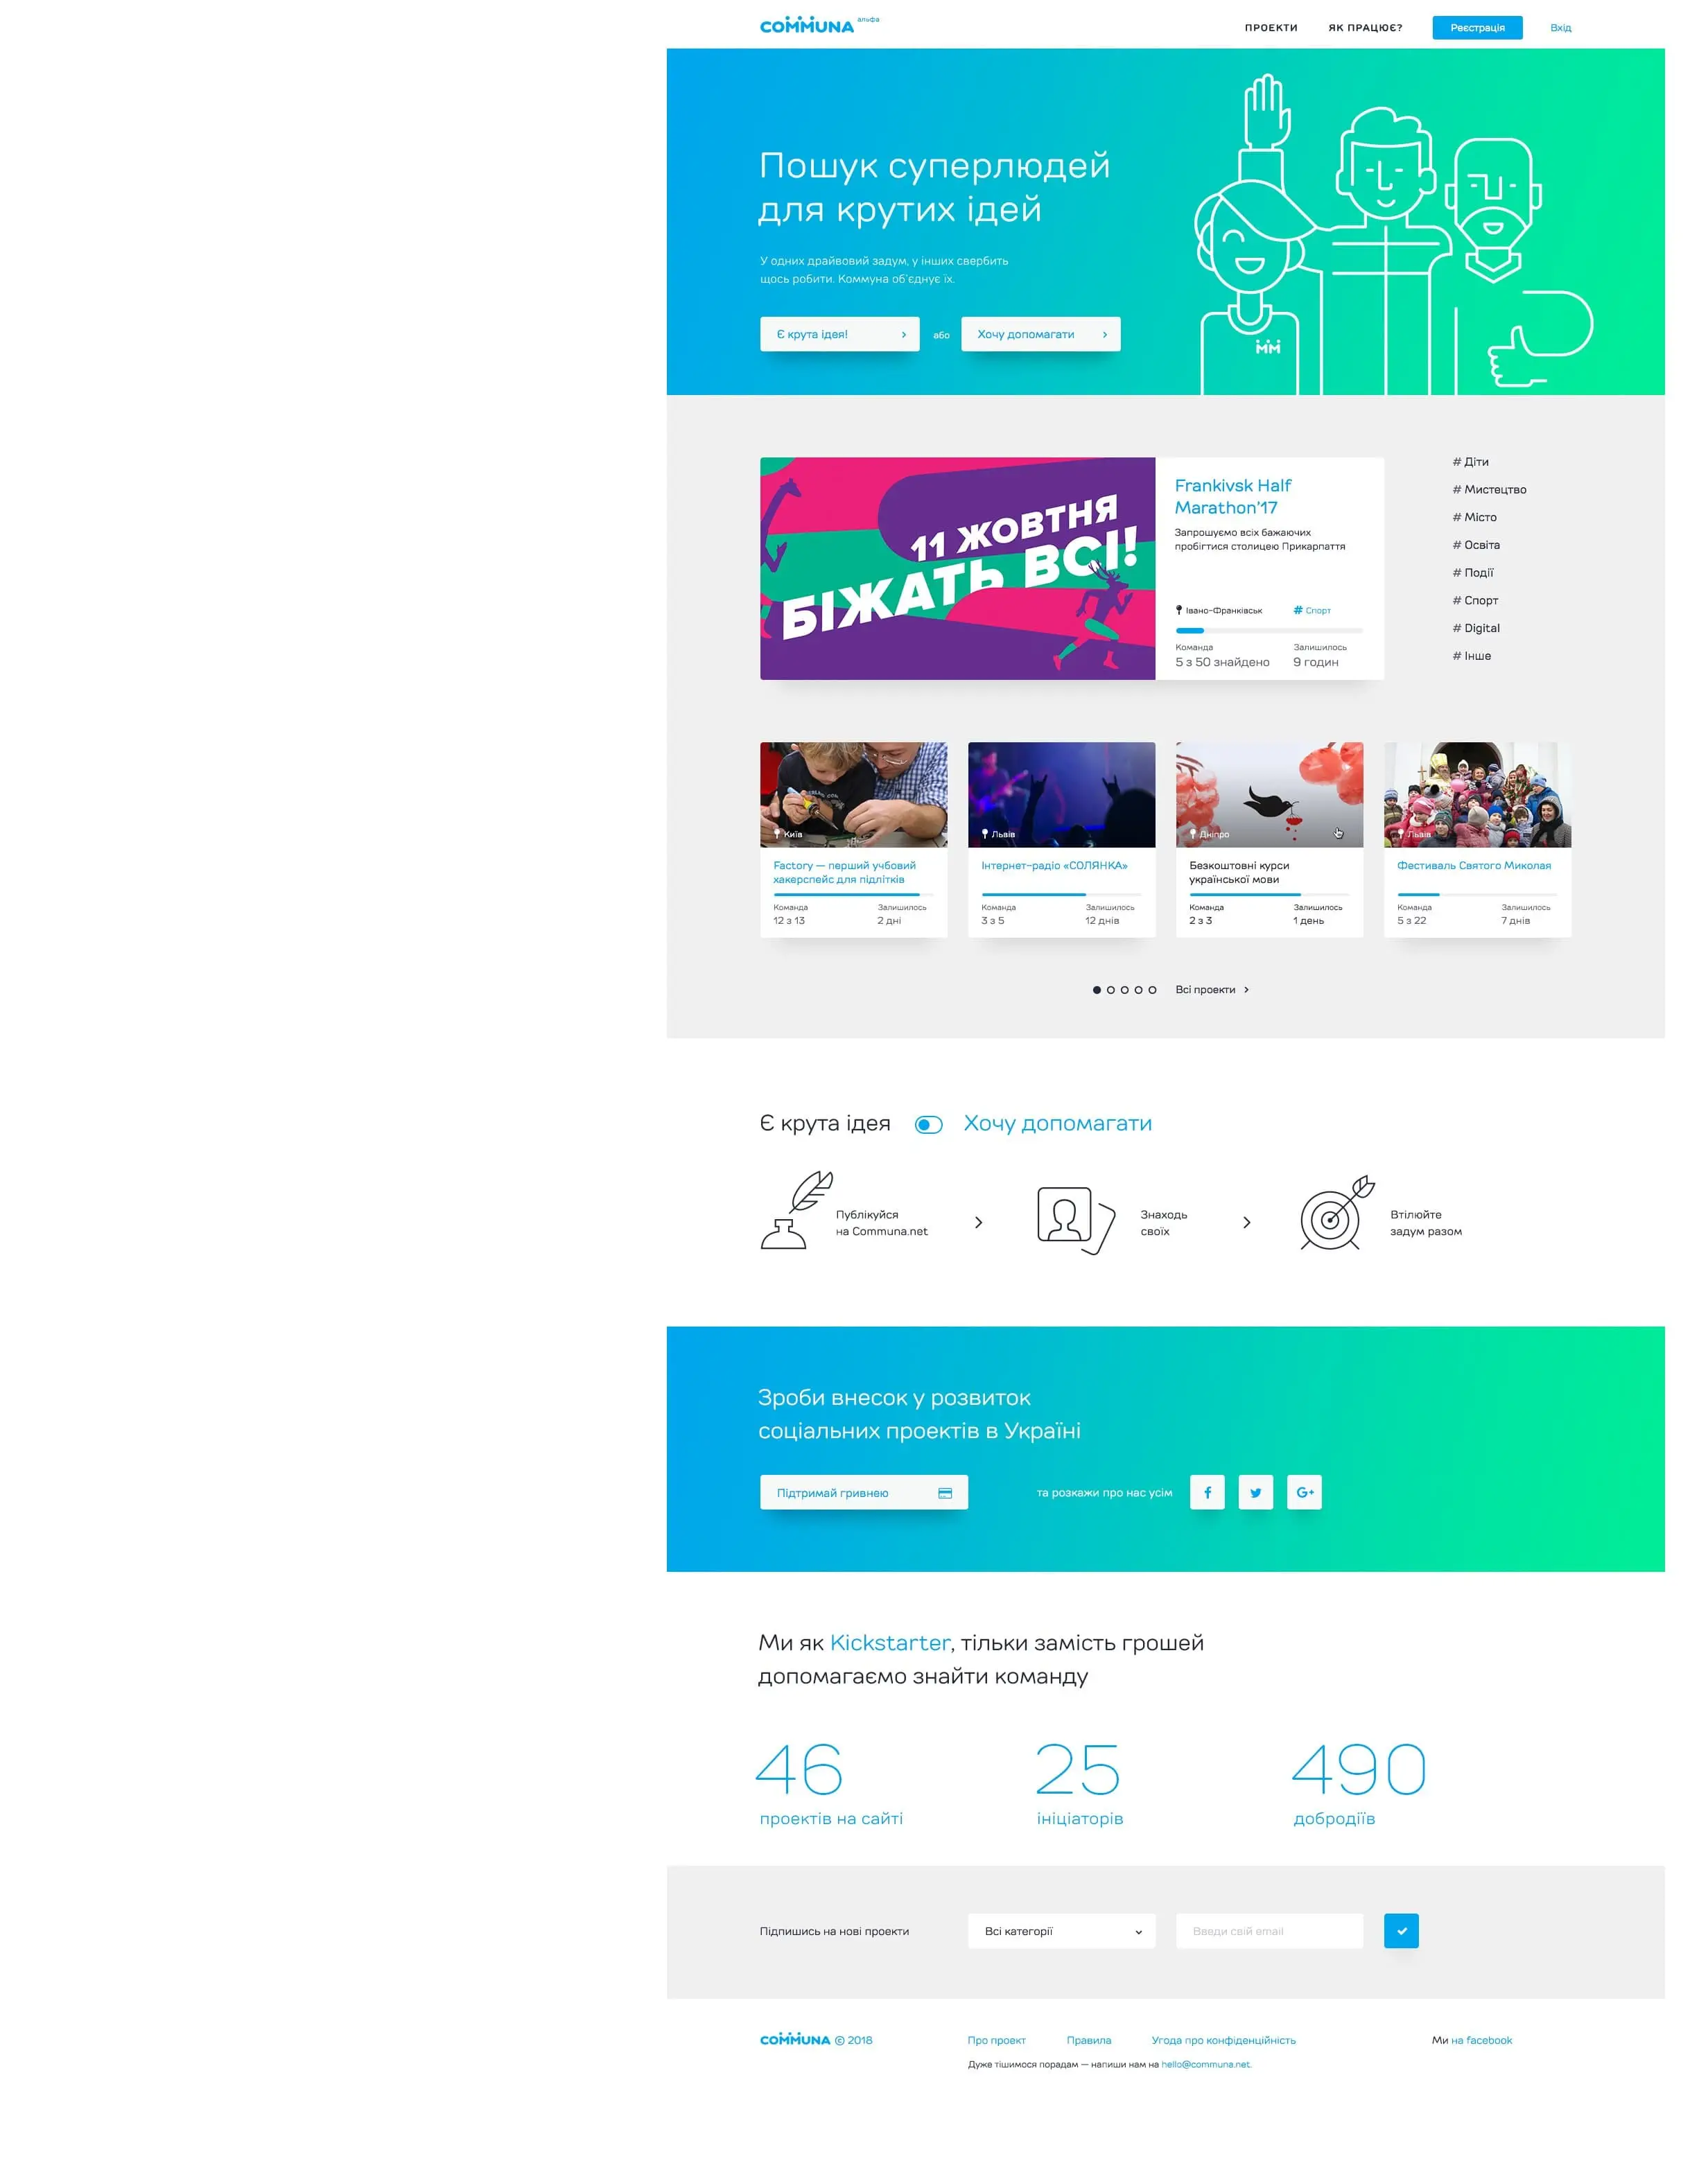 COMMUNA альфа
ПРОЕКТИ
ЯК ПРАЦЮЄ?
Реєстрація
Вхід
Пошук суперлюдей
для крутих ідей
У одних драйвовий задум, у інших свербить
щось робити. Коммуна об'єднує їх.
Є крута ідея!
або
Хочу допомагати
11 ЖОВТНЯ
БІЖАТЬ ВСІ!
Frankivsk Half
Marathon'17
Запрошуємо всіх бажаючих
пробігтися столицею Прикарпаття
Івано-Франківськ
# Спорт
Команда
Залишилось
5 з 50 знайдено
9 годин
# Діти
# Мистецтво
# Місто
# Освіта
# Події
# Спорт
# Digital
# Інше
Київ
Factory — перший учбовий
хакерспейс для підлітків
Команда
Залишилось
12 з 13
2 дні
Львів
Інтернет-радіо «СОЛЯНКА»
Команда
Залишилось
3 з 5
12 днів
Дніпро
Безкоштовні курси
української мови
Команда
Залишилось
2 з 3
1 день
Львів
Фестиваль Святого Миколая
Команда
Залишилось
5 з 22
7 днів
Всі проекти
Є крута ідея
Хочу допомагати
Публікуйся
на Communa.net
Знаходь
своїх
Втілюйте
задум разом
Зроби внесок у розвиток
соціальних проектів в Україні
Підтримай гривнею
та розкажи про нас усім
Ми як Kickstarter, тільки замість грошей
допомагаємо знайти команду
46
проектів на сайті
25
ініціаторів
490
добродіїв
Підпишись на нові проекти
Всі категорії
Введи свій email
COMMUNA © 2018
Про проект
Правила
Угода про конфіденційність
Ми на facebook
Дуже тішимося порадам — напиши нам на hello@communa.net.